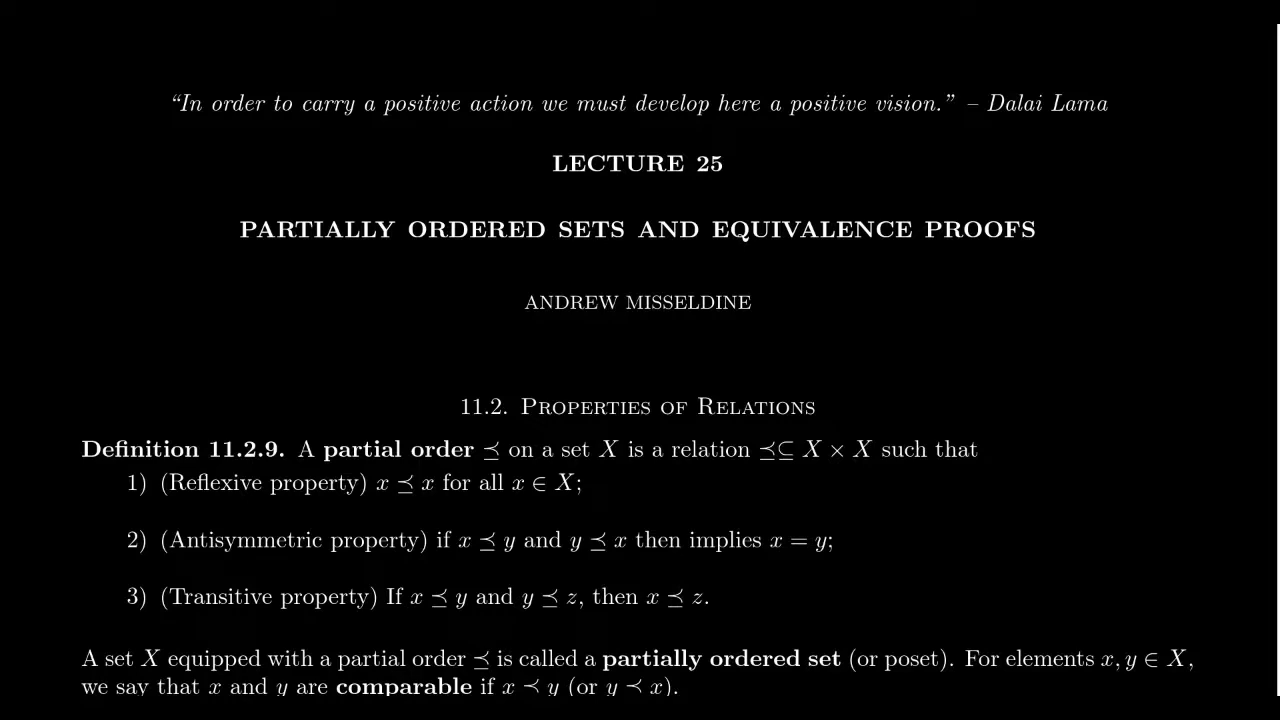 “In order to carry a positive action we must develop here a positive vision.” – Dalai Lama
LECTURE 25
PARTIALLY ORDERED SETS AND EQUIVALENCE PROOFS
ANDREW MISSELDINE
11.2. Properties of Relations
Definition 11.2.9. A partial order ⪯ on a set X is a relation ⪯⊆ X × X such that
1) (Reflexive property) x ⪯ x for all x ∈ X;
2) (Antisymmetric property) if x ⪯ y and y ⪯ x then implies x = y;
3) (Transitive property) If x ⪯ y and y ⪯ z, then x ⪯ z.
A set X equipped with a partial order ⪯ is called a partially ordered set (or poset). For elements x, y ∈ X,
we say that x and y are comparable if x ⪯ y (or y ⪯ x).